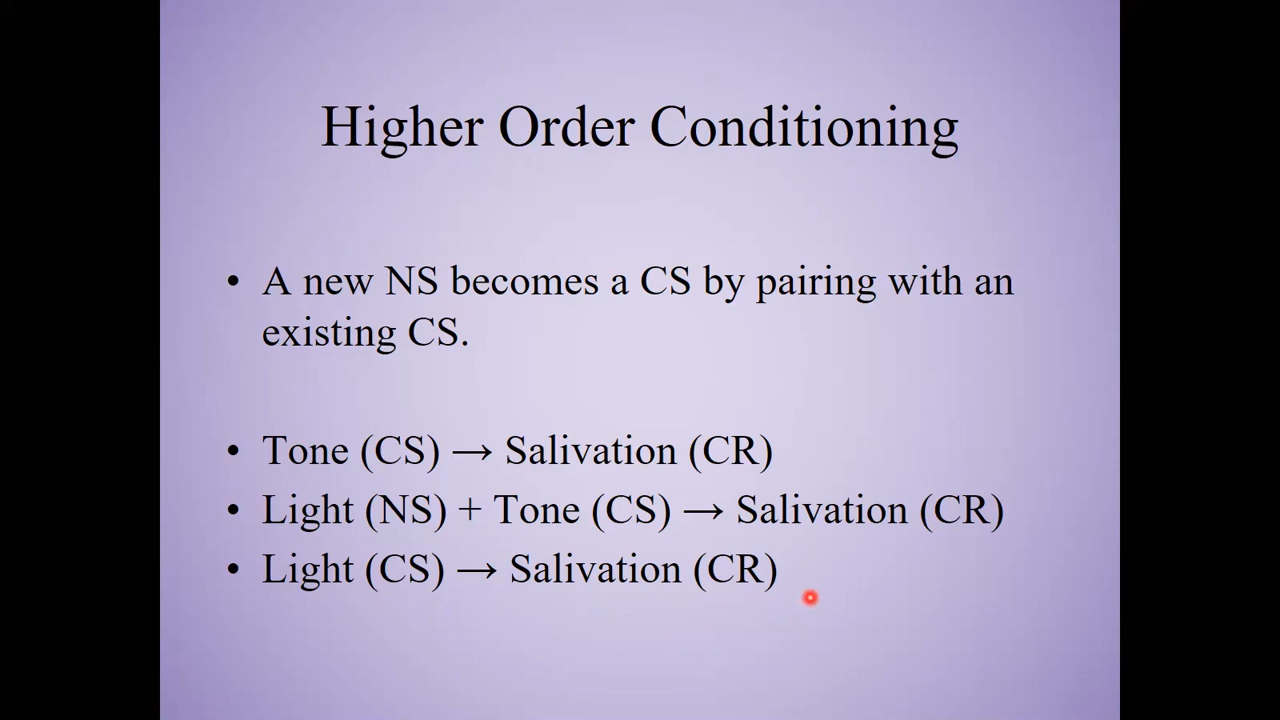 Higher Order Conditioning
• A new NS becomes a CS by pairing with an
existing CS.
• Tone (CS) → Salivation (CR)
• Light (NS) + Tone (CS) → Salivation (CR)
• Light (CS) → Salivation (CR)